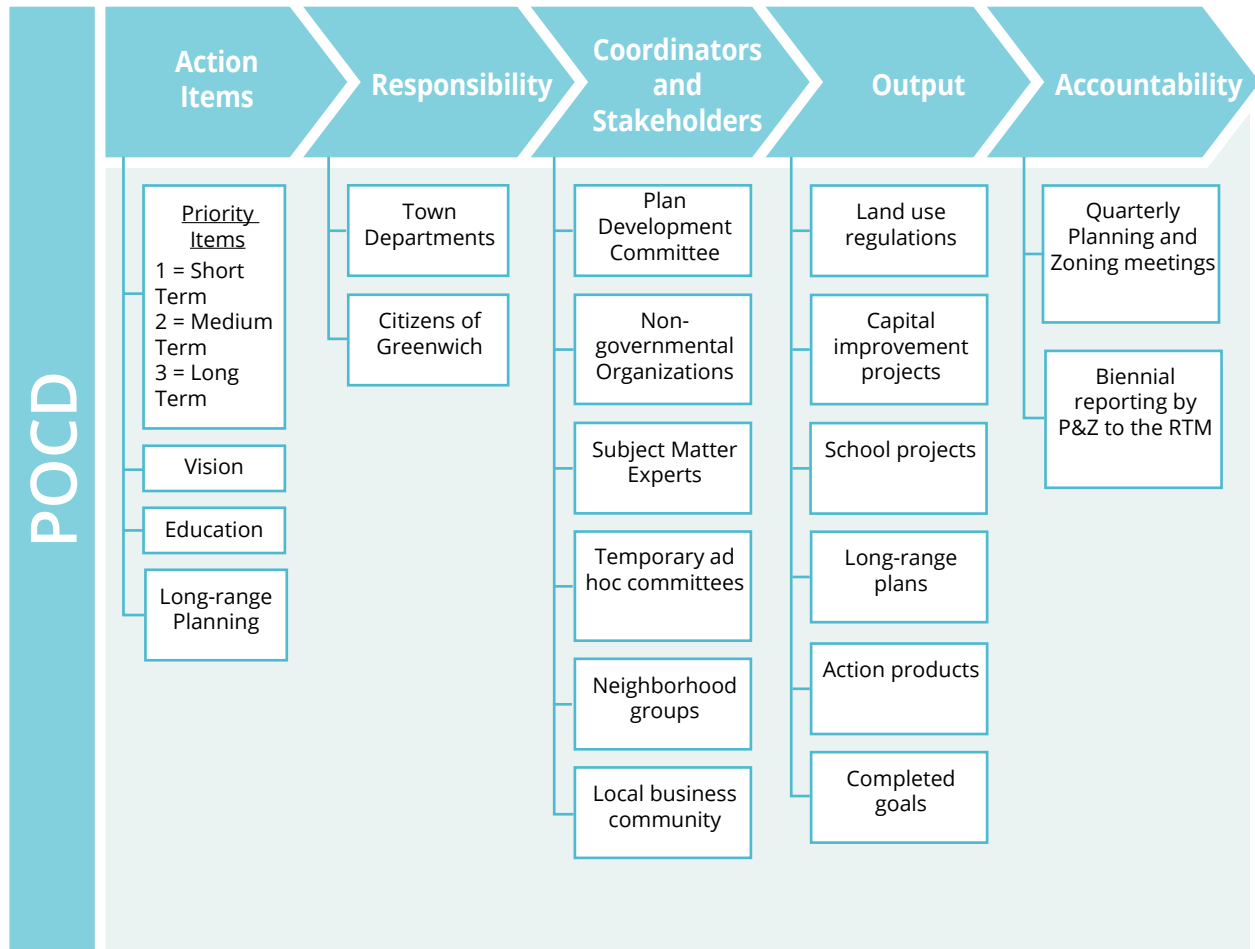 POCD
Action
Items
Responsibility
Coordinators
and
Stakeholders
Output
Accountability
Priority
Items
1 = Short
Term
2 = Medium
Term
3 = Long
Term
Vision
Education
Long-range
Planning
Town
Departments
Citizens of
Greenwich
Plan
Development
Committee
Non-
governmental
Organizations
Subject Matter
Experts
Temporary ad
hoc committees
Neighborhood
groups
Local business
community
Land use
regulations
Capital
improvement
projects
School projects
Long-range
plans
Action products
Completed
goals
Quarterly
Planning and
Zoning meetings
Biennial
reporting by
P&Z to the RTM